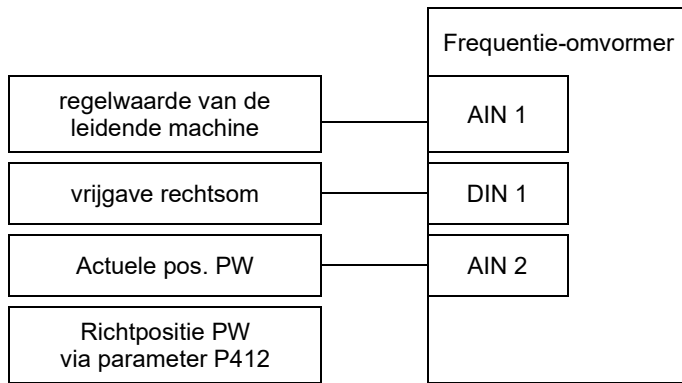 Frequentie-omvormer
regelwaarde van de
leidende machine
AIN 1
vrijgave rechtsom
DIN 1
Actuele pos. PW
AIN 2
Richtpositie PW
via parameter P412